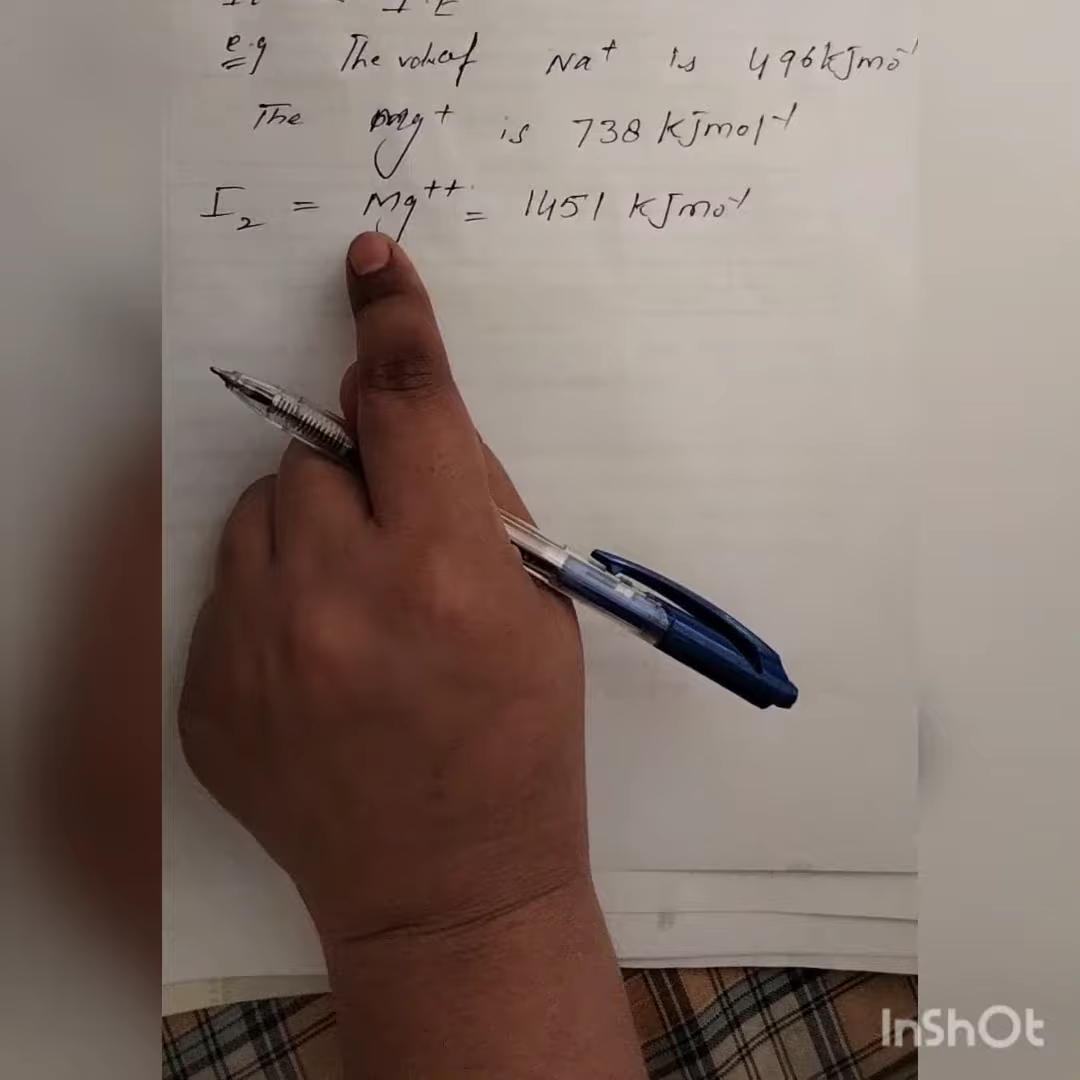 e.g The value of Na⁺ is 496 kJmol⁻¹
The Mg⁺ is 738 KJmol⁻¹
I₂ = Mg⁺⁺ = 1451 KJmol⁻¹
InShOt